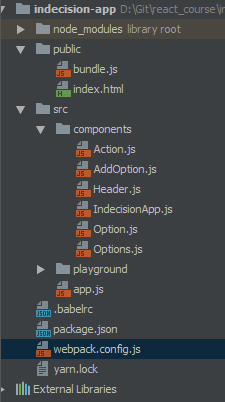 indecision-app D:\Git\react_course\in
node_modules library root
public
bundle.js
index.html
src
components
Action.js
AddOption.js
Header.js
IndecisionApp.js
Option.js
Options.js
playground
app.js
.babelrc
package.json
webpack.config.js
yarn.lock
External Libraries